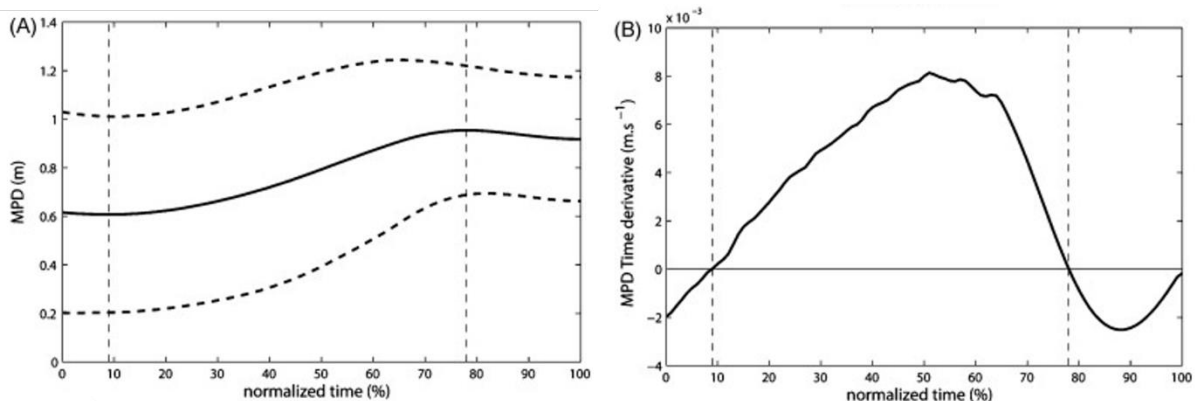 (A)
1.4
1.2
1
0.8
0.6
0.4
0.2
0
MPD (m)
0 10 20 30 40 50 60 70 80 90 100
normalized time (%)
(B)
× 10⁻³
8
6
4
2
0
−2
−4
MPD Time derivative (m.s⁻¹)
0 10 20 30 40 50 60 70 80 90 100
normalized time (%)